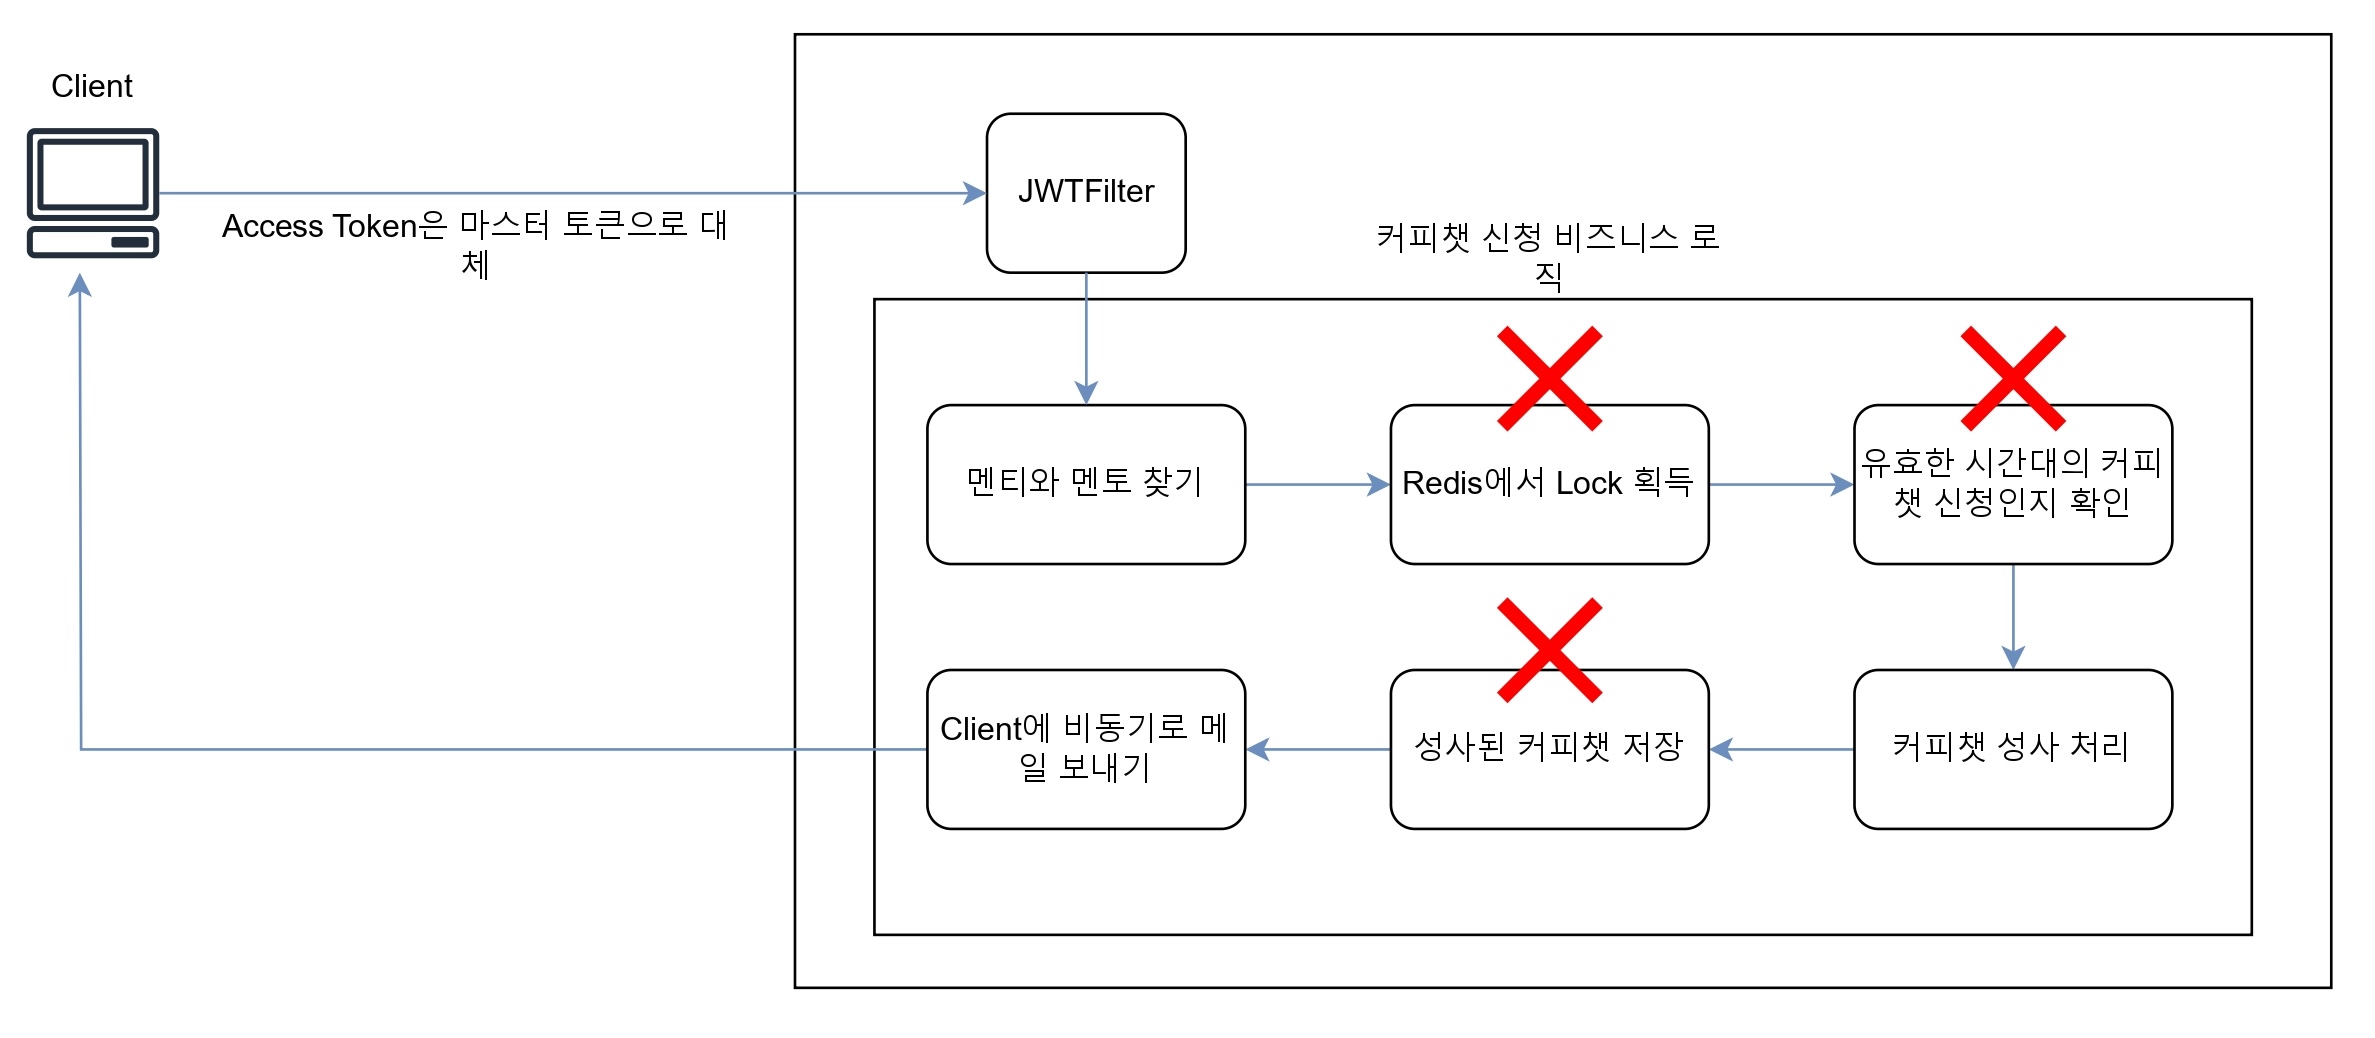 Client
JWTFilter
Access Token은 마스터 토큰으로 대
체
커피챗 신청 비즈니스 로
직
멘티와 멘토 찾기
Redis에서 Lock 획득
유효한 시간대의 커피
챗 신청인지 확인
Client에 비동기로 메
일 보내기
성사된 커피챗 저장
커피챗 성사 처리